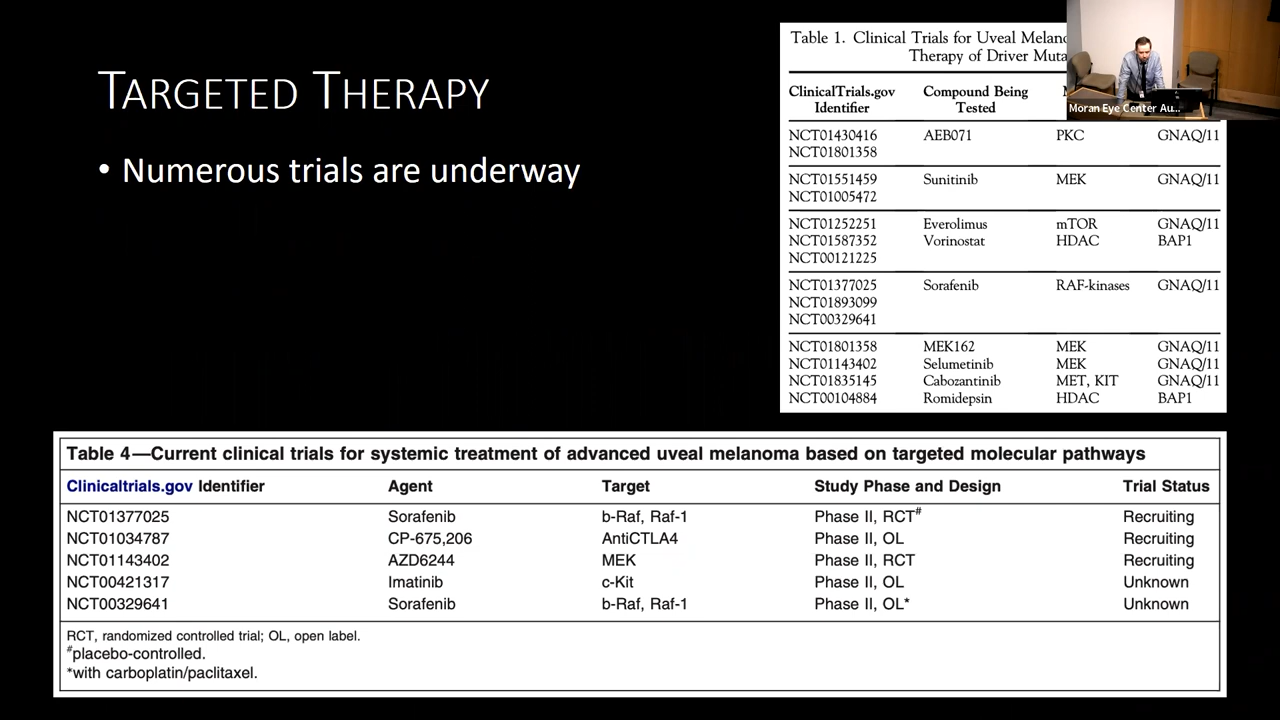 TARGETED THERAPY
• Numerous trials are underway
Table 1. Clinical Trials for Uveal
Therapy of Driver
ClinicalTrials.gov Identifier Compound Being Tested
NCT01430416 AEB071 PKC GNAQ/11
NCT01801358
NCT01551459 Sunitinib MEK GNAQ/11
NCT01005472
NCT01252251 Everolimus mTOR GNAQ/11
NCT01587352 Vorinostat HDAC BAP1
NCT00121225
NCT01377025 Sorafenib RAF-kinases GNAQ/11
NCT01893099
NCT00329641
NCT01801358 MEK162 MEK GNAQ/11
NCT01143402 Selumetinib MEK GNAQ/11
NCT01835145 Cabozantinib MET, KIT GNAQ/11
NCT00104884 Romidepsin HDAC BAP1
Moran Eye Center Au...
Table 4—Current clinical trials for systemic treatment of advanced uveal melanoma based on targeted molecular pathways
Clinicaltrials.gov Identifier Agent Target Study Phase and Design Trial Status
NCT01377025 Sorafenib b-Raf, Raf-1 Phase II, RCT# Recruiting
NCT01034787 CP-675,206 AntiCTLA4 Phase II, OL Recruiting
NCT01143402 AZD6244 MEK Phase II, RCT Recruiting
NCT00421317 Imatinib c-Kit Phase II, OL Unknown
NCT00329641 Sorafenib b-Raf, Raf-1 Phase II, OL* Unknown
RCT, randomized controlled trial; OL, open label.
#placebo-controlled.
*with carboplatin/paclitaxel.